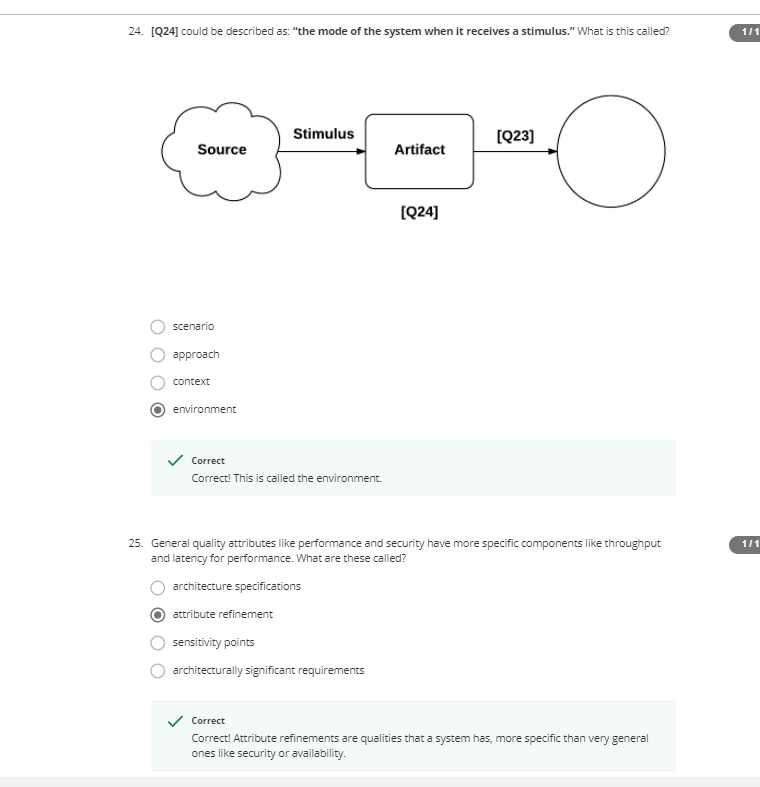 24. [Q24] could be described as: "the mode of the system when it receives a stimulus." What is this called?
1 / 1
Source
Stimulus
Artifact
[Q23]
[Q24]
scenario
approach
context
environment
Correct
Correct! This is called the environment.
25. General quality attributes like performance and security have more specific components like throughput
and latency for performance. What are these called?
1 / 1
architecture specifications
attribute refinement
sensitivity points
architecturally significant requirements
Correct
Correct! Attribute refinements are qualities that a system has, more specific than very general
ones like security or availability.